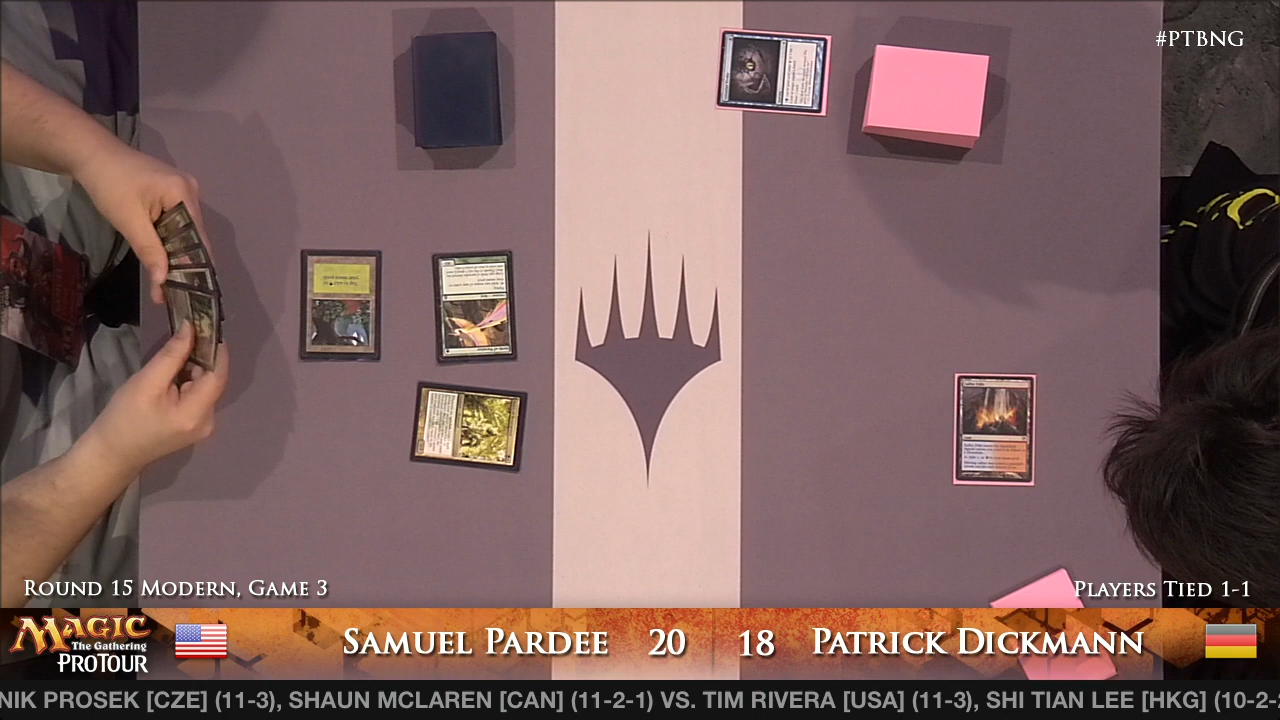 #PTBNG
Round 15 Modern, Game 3
Players Tied 1-1
Magic
The Gathering
Pro Tour
Samuel Pardee 20 18 Patrick Dickmann
NIK PROSEK [CZE] (11-3), SHAUN MCLAREN [CAN] (11-2-1) VS. TIM RIVERA [USA] (11-3), SHI TIAN LEE [HKG] (10-2-